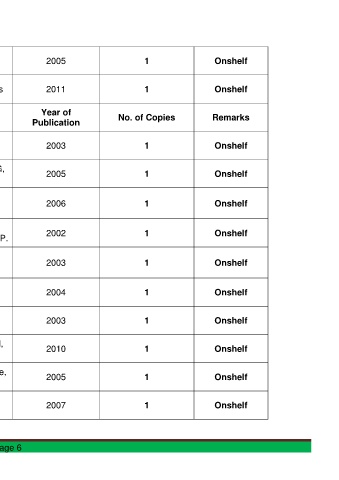 2005 1 Onshelf
s 2011 1 Onshelf
Year of
Publication No. of Copies Remarks
2003 1 Onshelf
G, 2005 1 Onshelf
2006 1 Onshelf
P. 2002 1 Onshelf
2003 1 Onshelf
2004 1 Onshelf
2003 1 Onshelf
, 2010 1 Onshelf
e, 2005 1 Onshelf
2007 1 Onshelf
age 6